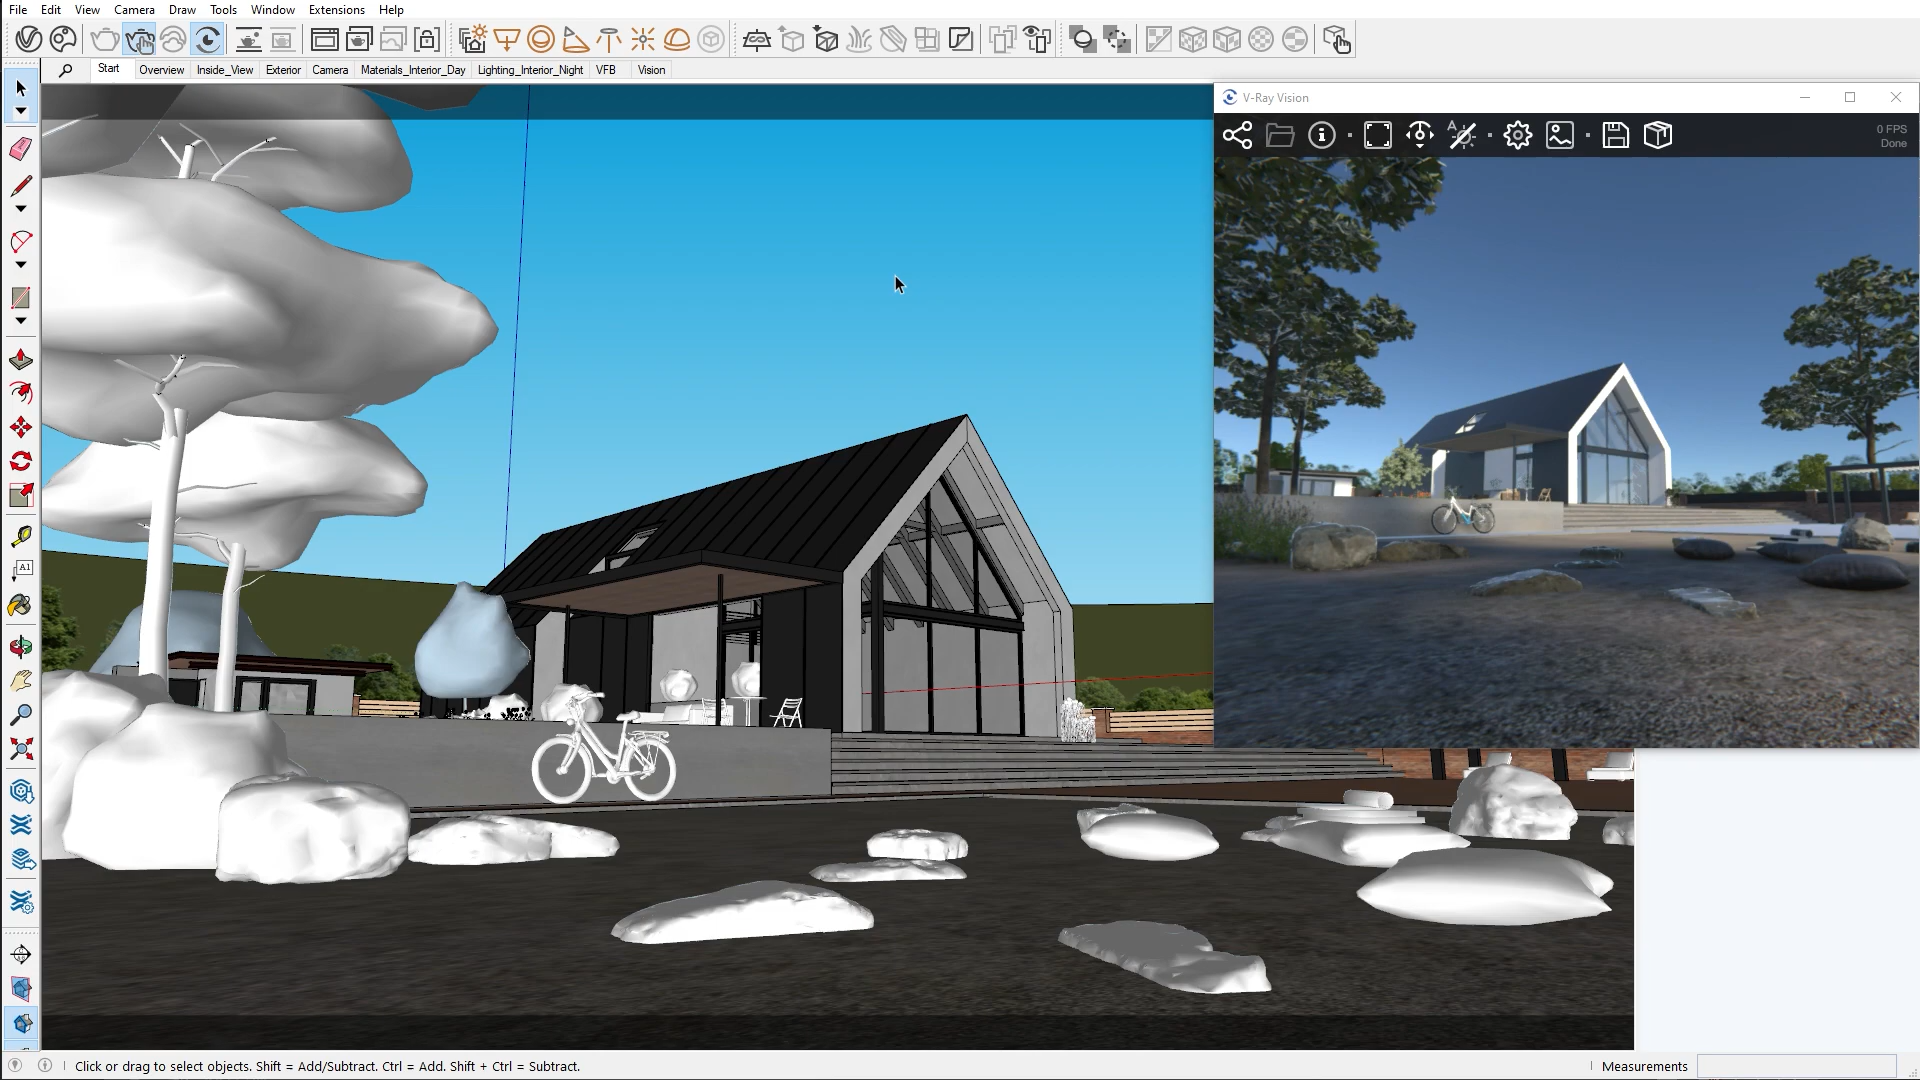 File Edit View Camera Draw Tools Window Extensions Help
Start Overview Inside_View Exterior Camera Materials_Interior_Day Lighting_Interior_Night VFB Vision
V-Ray Vision
A
0 FPS
Done
A1
Click or drag to select objects. Shift = Add/Subtract. Ctrl = Add. Shift + Ctrl = Subtract.
Measurements